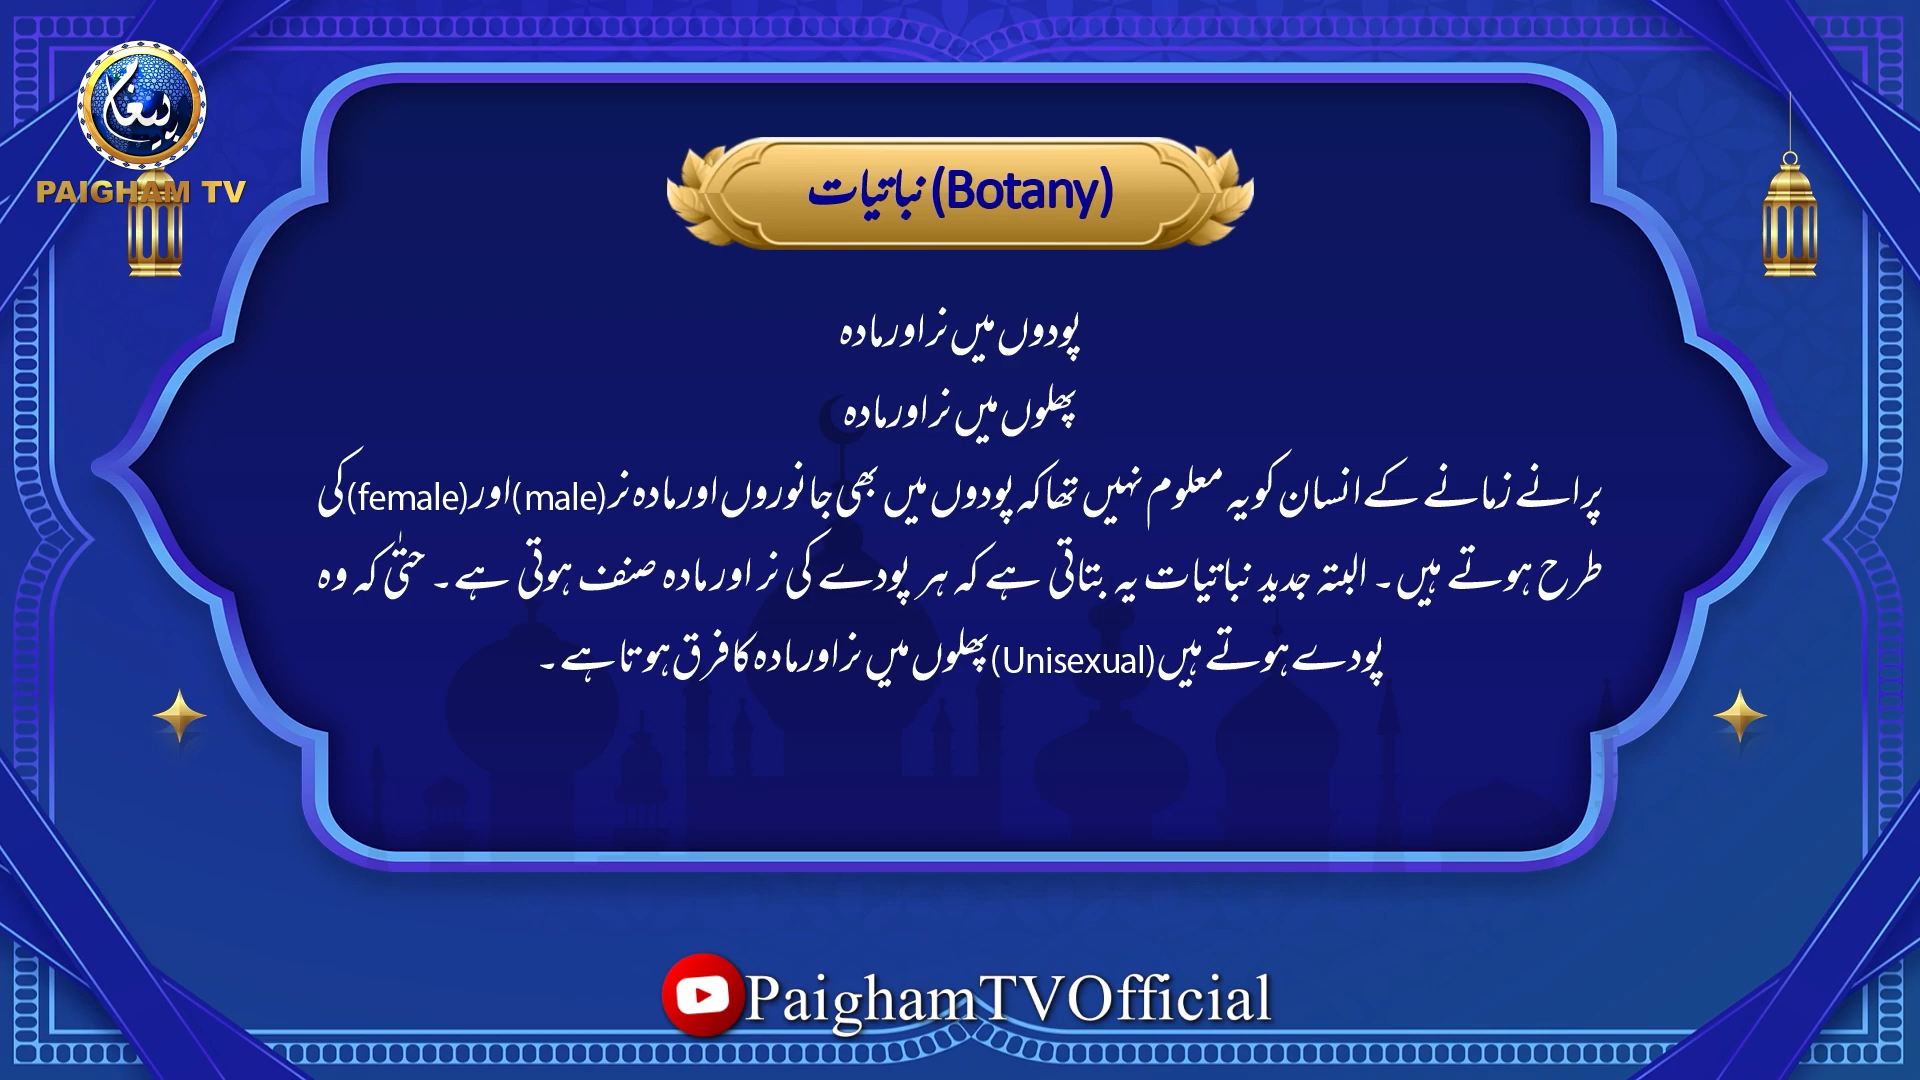 پیغام
PAIGHAM TV
نباتیات (Botany)
پودوں میں نر اور مادہ
پھلوں میں نر اور مادہ
پرانے زمانے کے انسان کو یہ معلوم نہیں تھا کہ پودوں میں بھی جانوروں اور مادہ نر (male) اور (female) کی
طرح ہوتے ہیں۔ البتہ جدید نباتیات یہ بتاتی ہے کہ ہر پودے کی نر اور مادہ صنف ہوتی ہے۔ حتیٰ کہ وہ
پودے ہوتے ہیں (Unisexual) پھلوں میں نر اور مادہ کا فرق ہوتا ہے۔
PaighamTVOfficial